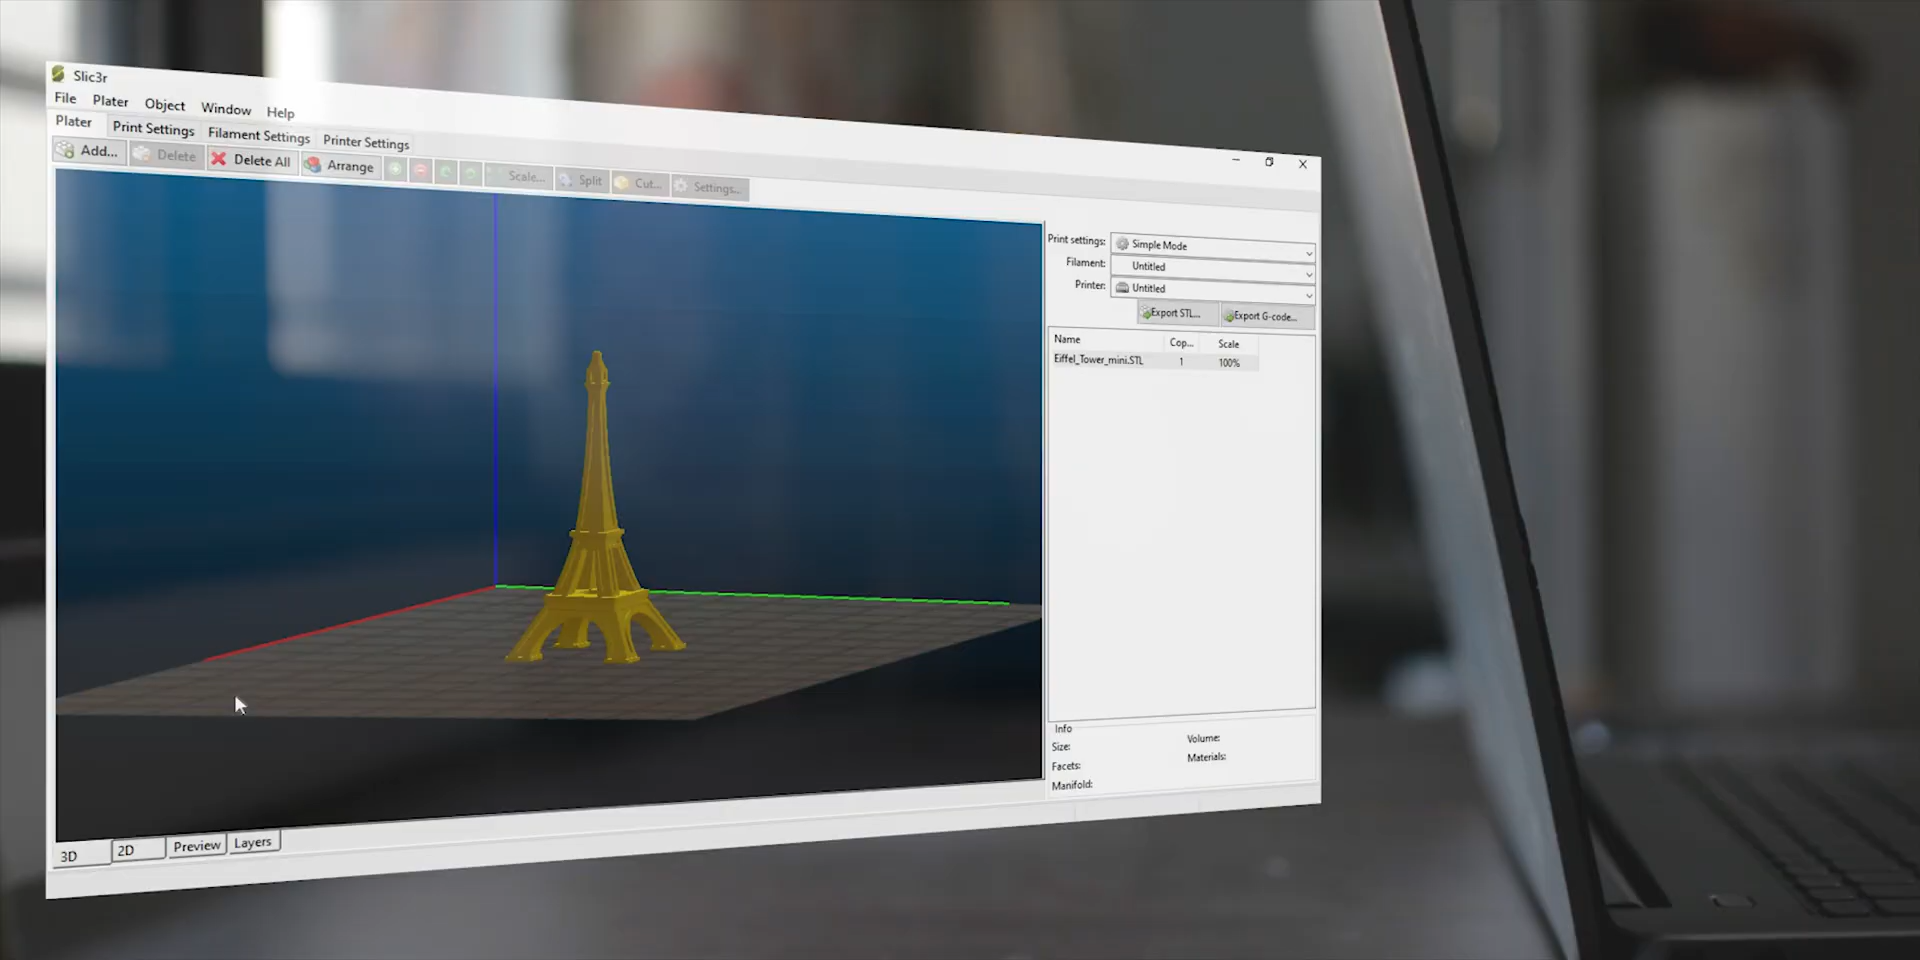 Slic3r
File Plater Object Window Help
Plater Print Settings Filament Settings Printer Settings
Add... Delete Delete All Arrange Scale... Split Cut... Settings...
Print settings: Simple Mode
Filament: Untitled
Printer: Untitled
Export STL... Export G-code...
Name Cop... Scale
Eiffel_Tower_mini.STL 1 100%
Info
Size: Volume:
Facets: Materials:
Manifold:
3D 2D Preview Layers